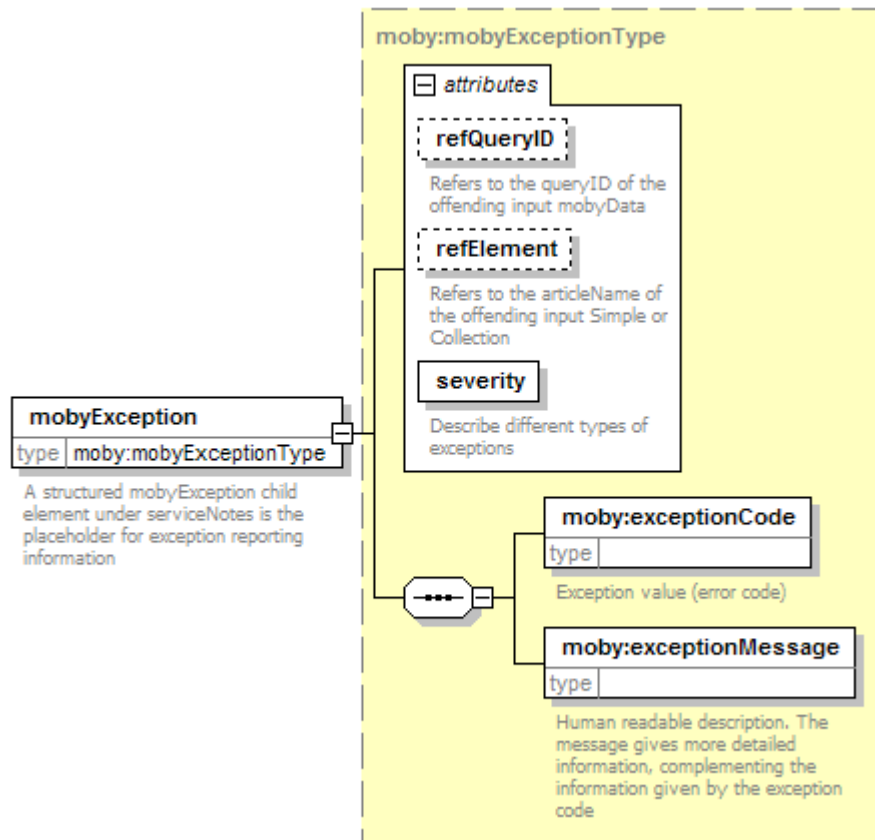 moby:mobyExceptionType
attributes
refQueryID
Refers to the queryID of the
offending input mobyData
refElement
Refers to the articleName of
the offending input Simple or
Collection
severity
Describe different types of
exceptions
mobyException
type moby:mobyExceptionType
A structured mobyException child
element under serviceNotes is the
placeholder for exception reporting
information
moby:exceptionCode
type
Exception value (error code)
moby:exceptionMessage
type
Human readable description. The
message gives more detailed
information, complementing the
information given by the exception
code